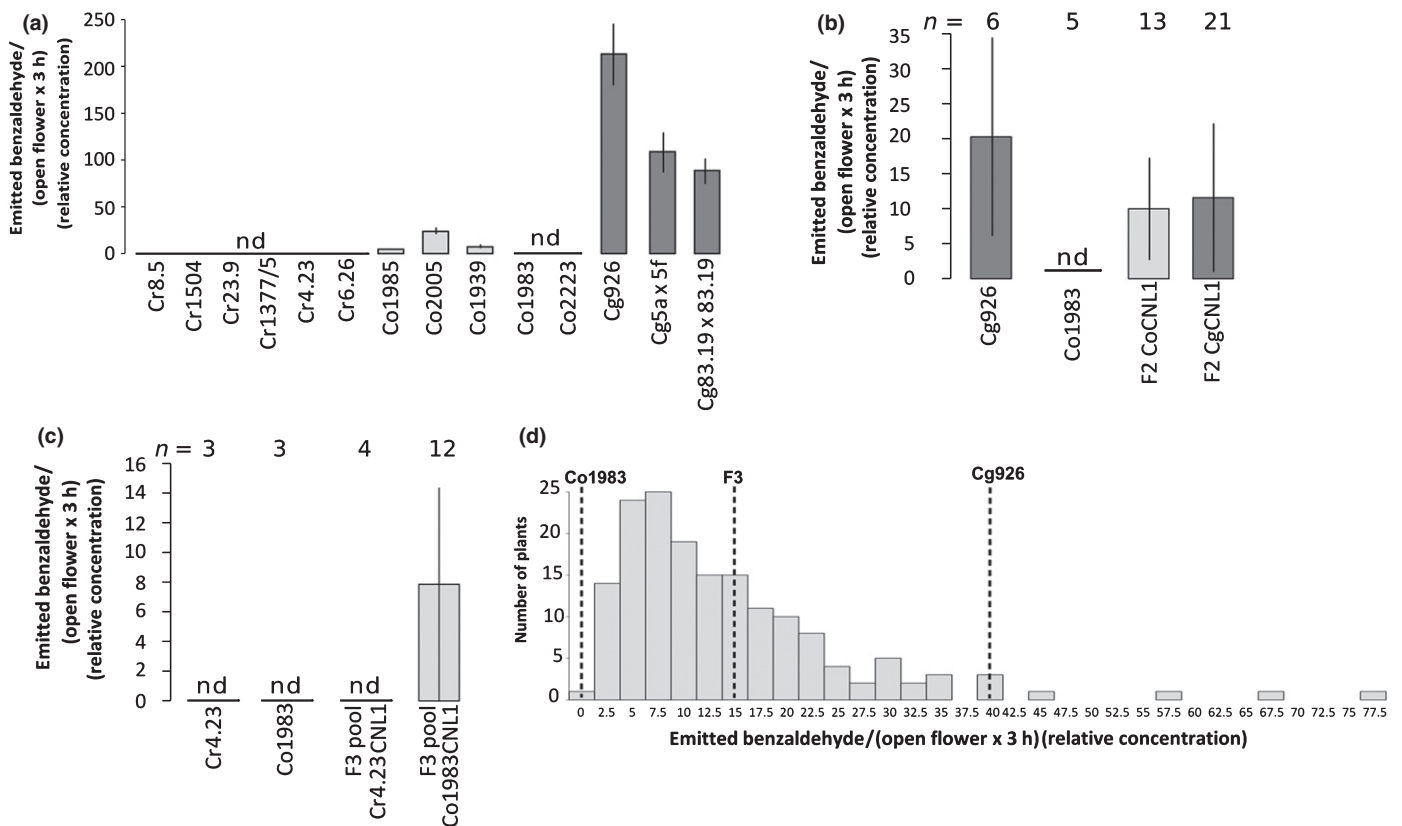 (a)
Emitted benzaldehyde/
(open flower x 3 h)
(relative concentration)
250
200
150
100
50
0
nd
nd
Cr8.5
Cr1504
Cr23.9
Cr1377/5
Cr4.23
Cr6.26
Co1985
Co2005
Co1939
Co1983
Co2223
Cg926
Cg5a x 5f
Cg83.19 x 83.19
(b)
n = 6 5 13 21
Emitted benzaldehyde/
(open flower x 3 h)
(relative concentration)
35
30
25
20
15
10
5
0
nd
Cg926
Co1983
F2 CoCNL1
F2 CgCNL1
(c)
n = 3 3 4 12
Emitted benzaldehyde/
(open flower x 3 h)
(relative concentration)
16
14
12
10
8
6
4
2
0
nd
nd
nd
Cr4.23
Co1983
F3 pool
Cr4.23CNL1
F3 pool
Co1983CNL1
(d)
Co1983
F3
Cg926
Number of plants
25
20
15
10
5
0
0 2.5 5 7.5 10 12.5 15 17.5 20 22.5 25 27.5 30 32.5 35 37.5 40 42.5 45 47.5 50 52.5 55 57.5 60 62.5 65 67.5 70 72.5 75 77.5
Emitted benzaldehyde/(open flower x 3 h)(relative concentration)